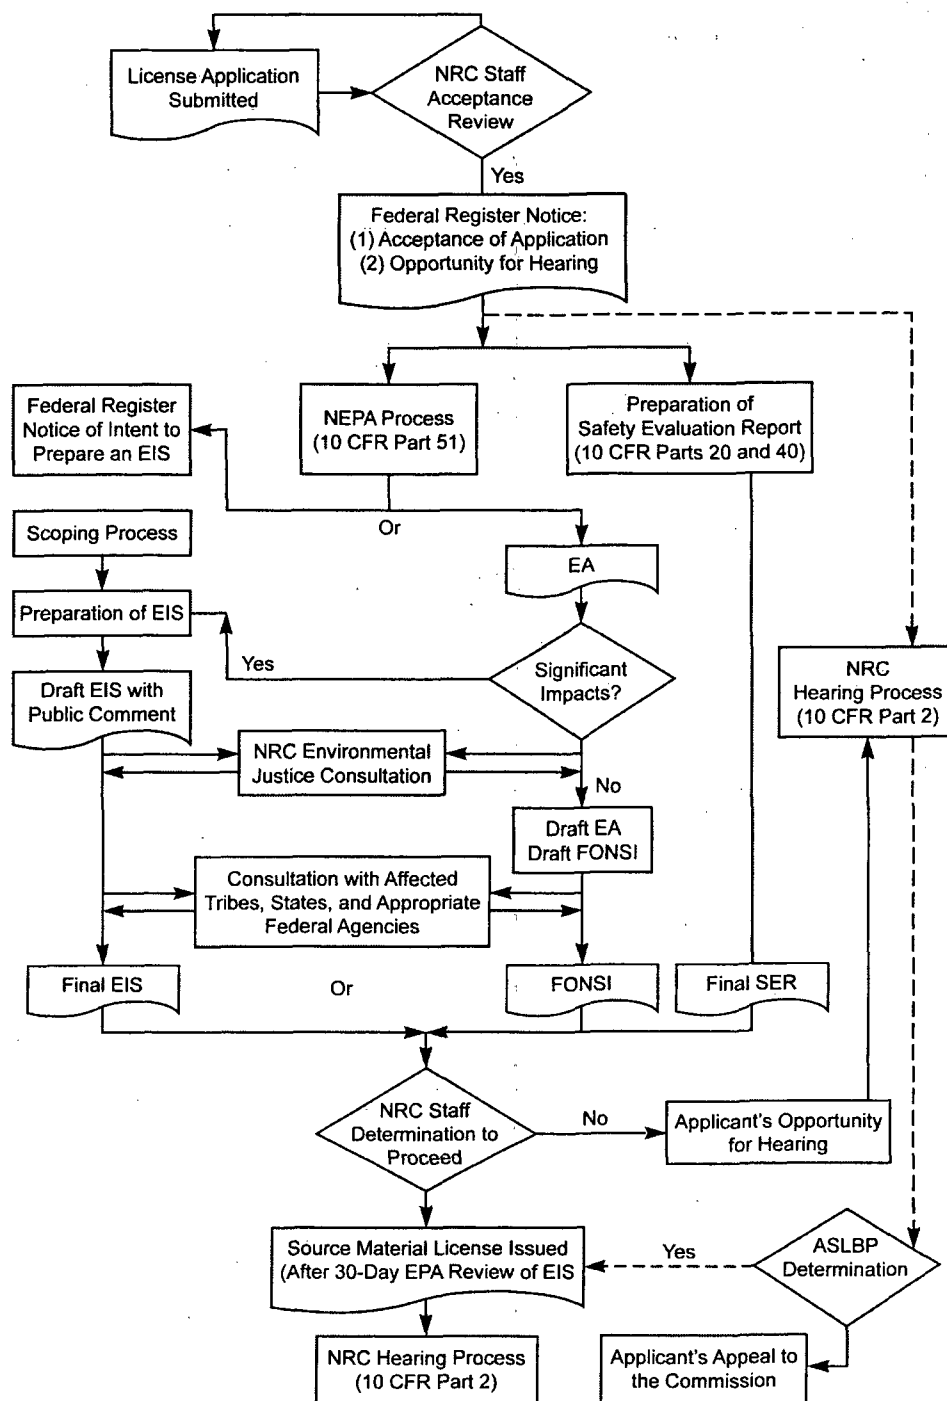 License Application
Submitted
NRC Staff
Acceptance
Review
Yes
Federal Register Notice:
(1) Acceptance of Application
(2) Opportunity for Hearing
Federal Register
Notice of Intent to
Prepare an EIS
NEPA Process
(10 CFR Part 51)
Preparation of
Safety Evaluation Report
(10 CFR Parts 20 and 40)
Or
Scoping Process
EA
Preparation of EIS
Yes
Significant
Impacts?
NRC
Hearing Process
(10 CFR Part 2)
Draft EIS with
Public Comment
NRC Environmental
Justice Consultation
No
Draft EA
Draft FONSI
Consultation with Affected
Tribes, States, and Appropriate
Federal Agencies
Final EIS
Or
FONSI
Final SER
NRC Staff
Determination to
Proceed
No
Applicant's Opportunity
for Hearing
Source Material License Issued
(After 30-Day EPA Review of EIS
Yes
ASLBP
Determination
NRC Hearing Process
(10 CFR Part 2)
Applicant's Appeal to
the Commission